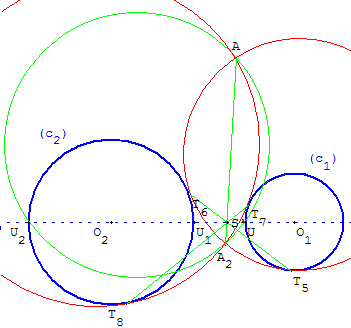 A
(c₂)
(c₁)
T₆
T₇
U₂
O₂
U₁
S
U
O₁
A₂
T₅
T₈